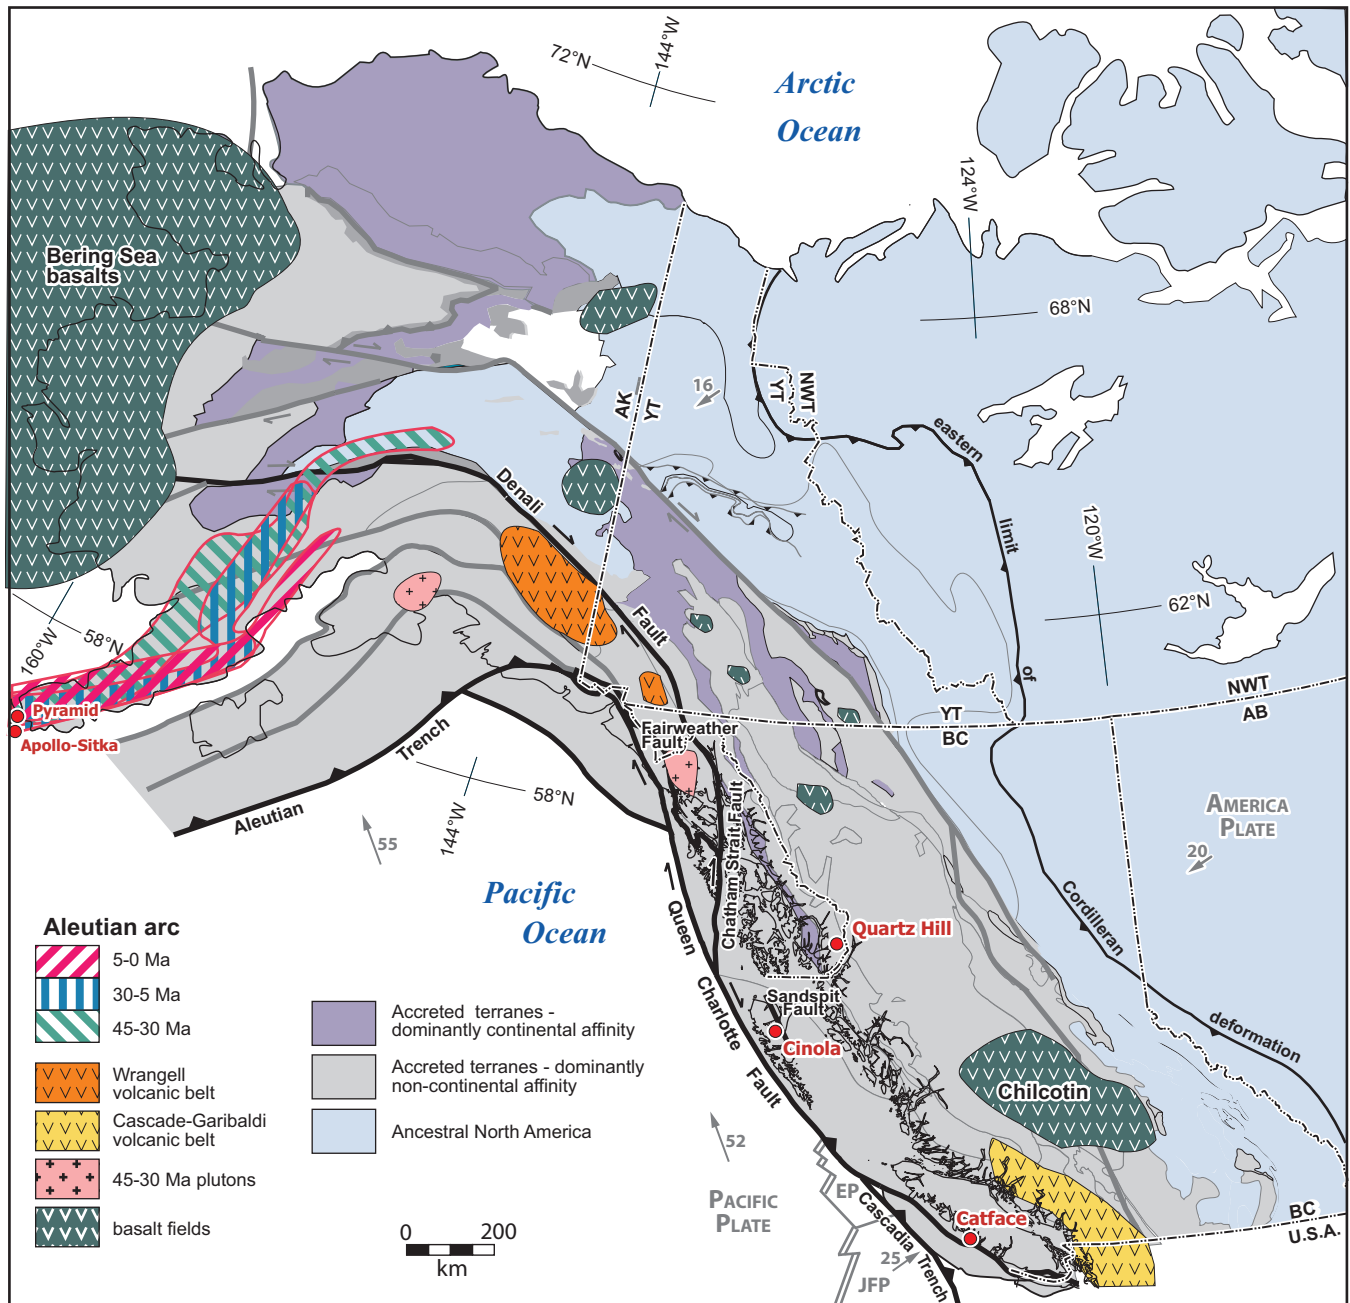 72°N
144°W
Arctic
Ocean
124°W
Bering Sea
basalts
68°N
16
AK
YT
YT
NWT
eastern
limit
of
Cordilleran
deformation
120°W
62°N
Denali
Fault
58°N
160°W
NWT
AB
YT
BC
Pyramid
Apollo-Sitka
Fairweather
Fault
Aleutian
Trench
58°N
144°W
55
Chatham Strait Fault
AMERICA
PLATE
20
Pacific
Ocean
Quartz Hill
Queen
Charlotte
Fault
Sandspit
Fault
Cinola
Chilcotin
52
PACIFIC
PLATE
EP
Cascadia
Trench
Catface
25
JFP
BC
U.S.A.
Aleutian arc
5-0 Ma
30-5 Ma
45-30 Ma
Wrangell
volcanic belt
Cascade-Garibaldi
volcanic belt
45-30 Ma plutons
basalt fields
Accreted terranes -
dominantly continental affinity
Accreted terranes - dominantly
non-continental affinity
Ancestral North America
0 200
km